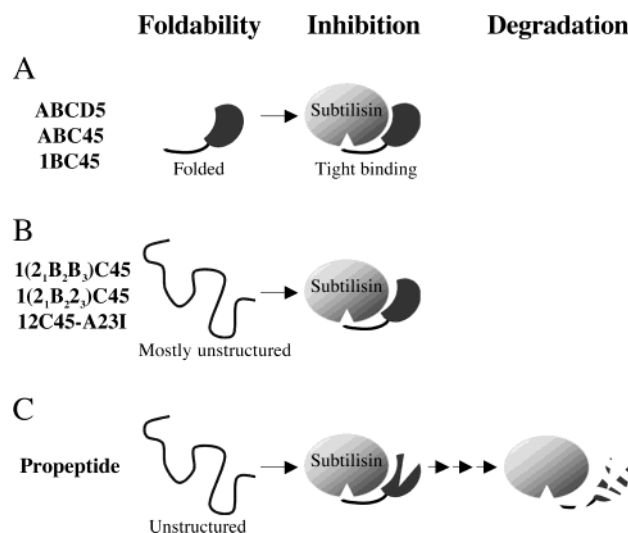 Foldability Inhibition Degradation
A
ABCD5
ABC45
1BC45
Subtilisin
Folded
Tight binding
B
1(2₁B₂B₃)C45
1(2₁B₂2₃)C45
12C45-A23I
Subtilisin
Mostly unstructured
C
Propeptide
Subtilisin
Unstructured